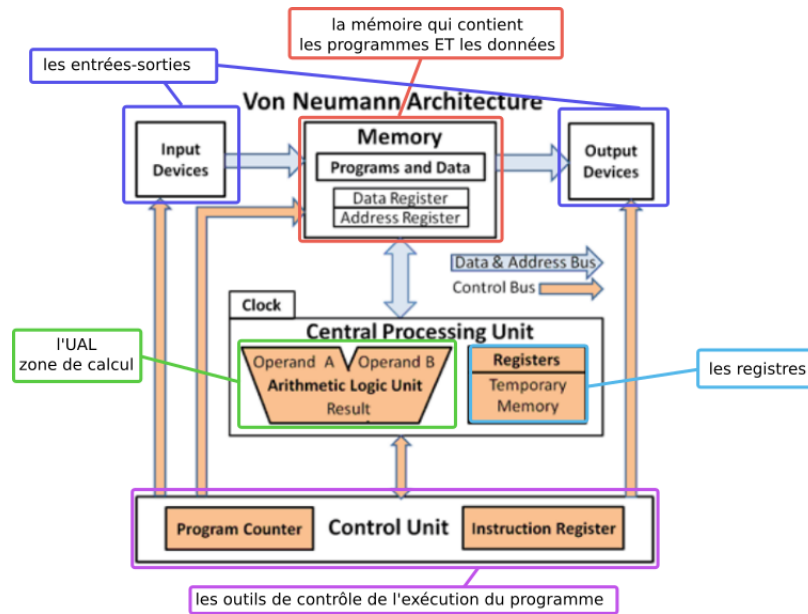 la mémoire qui contient
les programmes ET les données
les entrées-sorties
Von Neumann Architecture
Input
Devices
Memory
Programs and Data
Data Register
Address Register
Output
Devices
Data & Address Bus
Control Bus
Clock
Central Processing Unit
l'UAL
zone de calcul
Operand A
Operand B
Arithmetic Logic Unit
Result
Registers
Temporary
Memory
les registres
Program Counter
Control Unit
Instruction Register
les outils de contrôle de l'exécution du programme